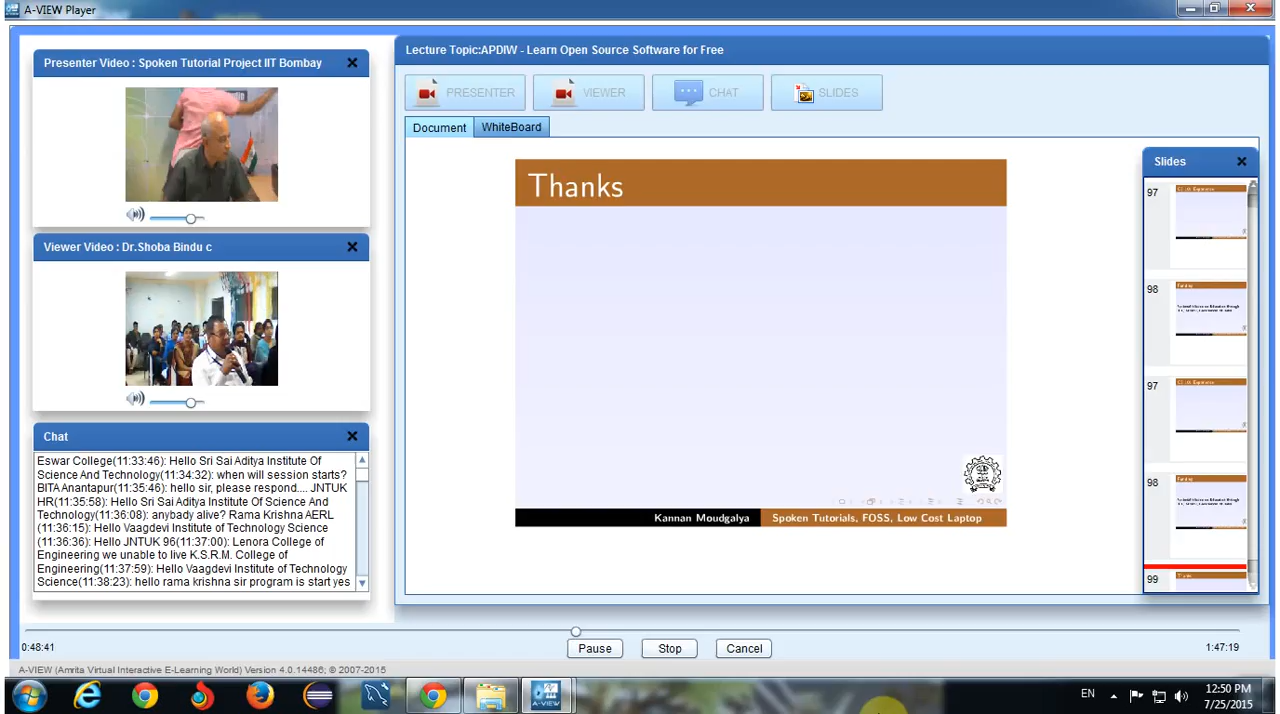 A-VIEW Player
Presenter Video : Spoken Tutorial Project IIT Bombay
Viewer Video : Dr.Shoba Bindu c
Chat
Eswar College(11:33:46): Hello Sri Sai Aditya Institute Of
Science And Technology(11:34:32): when will session starts?
BITA Anantapur(11:35:46): hello sir, please respond.... JNTUK
HR(11:35:58): Hello Sri Sai Aditya Institute Of Science And
Technology(11:36:08): anybady alive? Rama Krishna AERL
(11:36:15): Hello Vaagdevi Institute of Technology Science
(11:36:36): Hello JNTUK 96(11:37:00): Lenora College of
Engineering we unable to live K.S.R.M. College of
Engineering(11:37:59): Hello Vaagdevi Institute of Technology
Science(11:38:23): hello rama krishna sir program is start yes
Lecture Topic:APDIW - Learn Open Source Software for Free
PRESENTER
VIEWER
CHAT
SLIDES
Document
WhiteBoard
Thanks
Kannan Moudgalya
Spoken Tutorials, FOSS, Low Cost Laptop
Slides
97
98
Funding
97
98
Funding
99
Thanks
0:48:41
Pause
Stop
Cancel
1:47:19
A-VIEW (Amrita Virtual Interactive E-Learning World) Version 4.0.14486; © 2007-2015
A-VIEW
EN
12:50 PM
7/25/2015